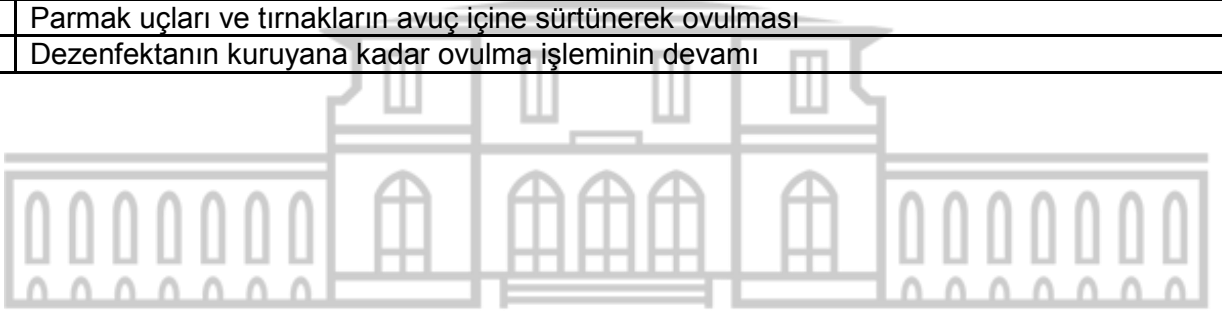 Parmak uçları ve tırnakların avuç içine sürtünerek ovulması
Dezenfektanın kuruyana kadar ovulma işleminin devamı